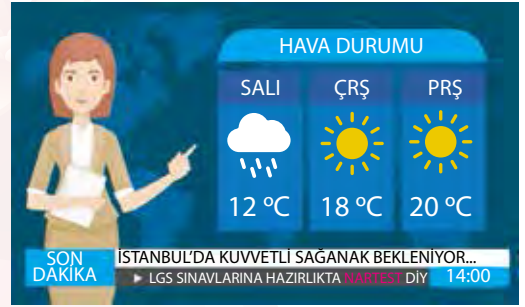 HAVA DURUMU
SALI ÇRŞ PRŞ
12 ºC 18 ºC 20 ºC
SON DAKİKA
İSTANBUL'DA KUVVETLİ SAĞANAK BEKLENİYOR...
► LGS SINAVLARINA HAZIRLIKTA NARTEST DİY
14:00